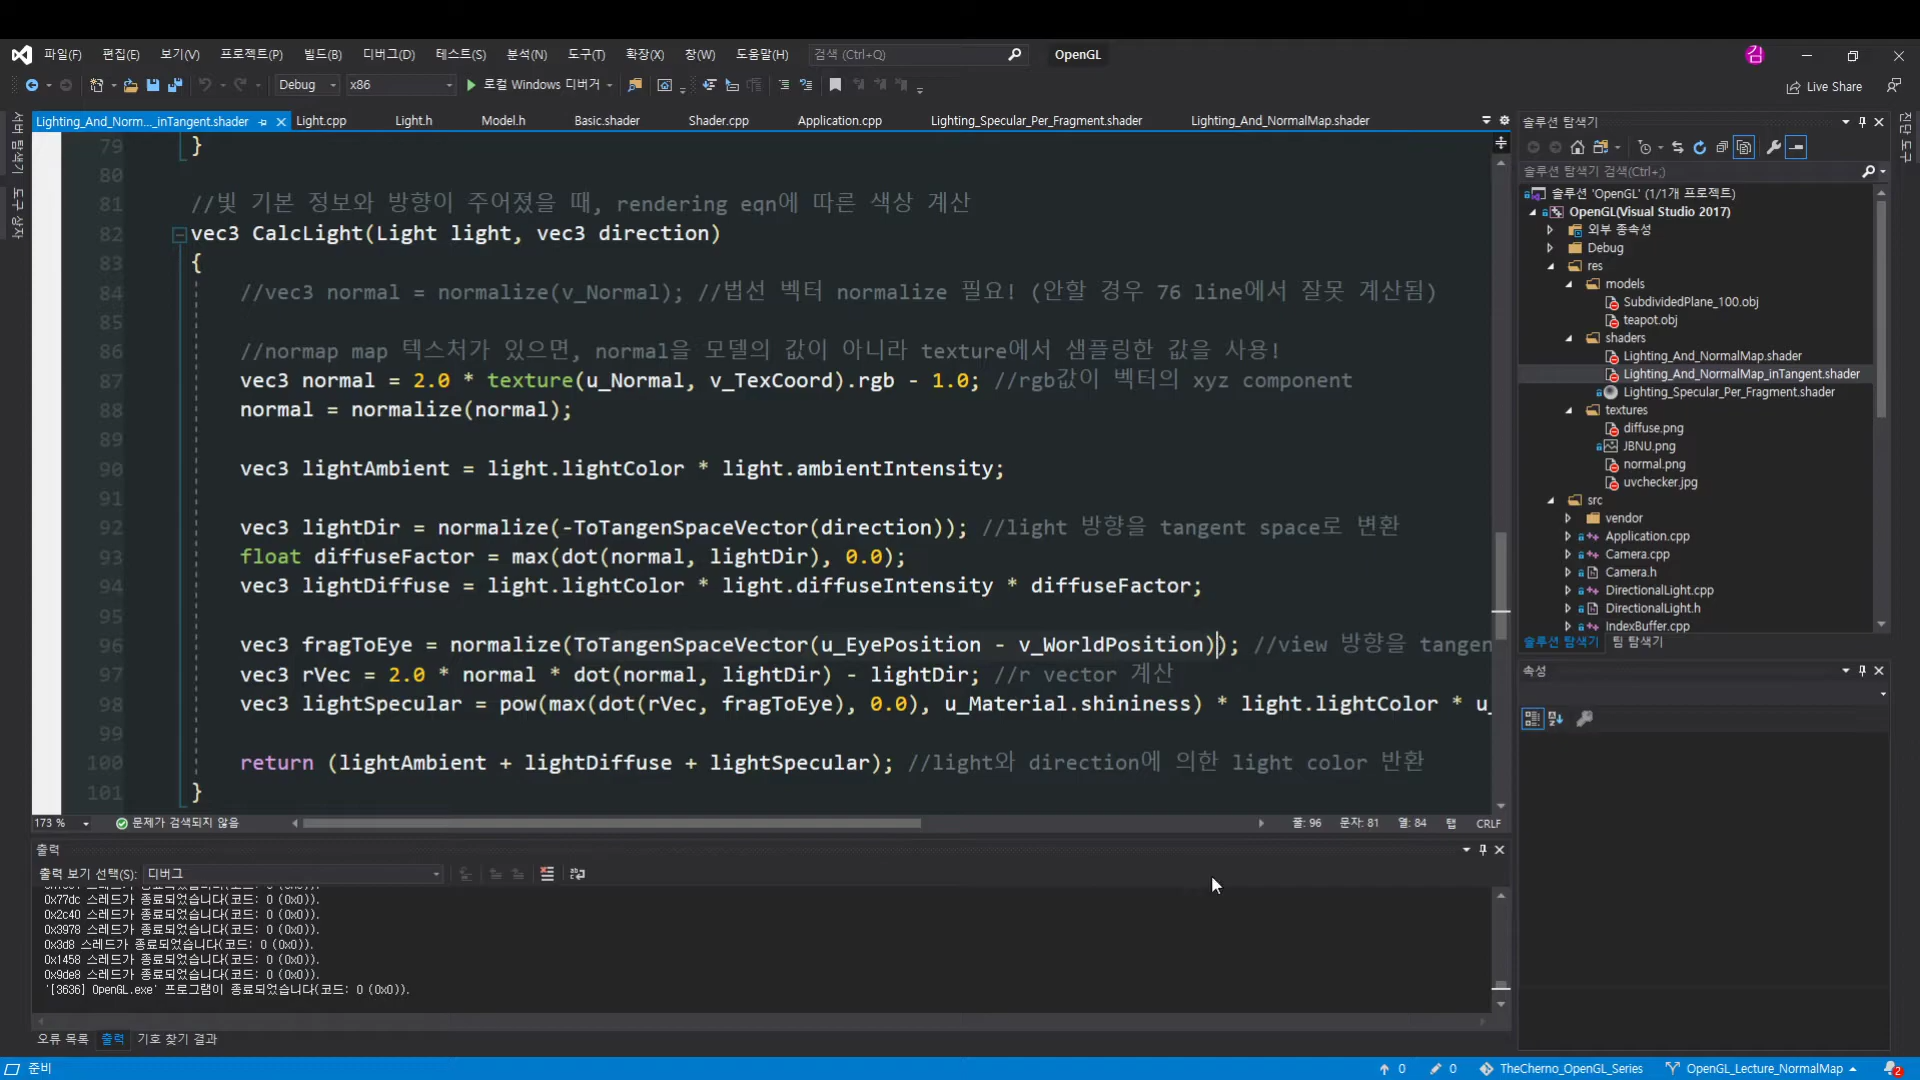 파일(F) 편집(E) 보기(V) 프로젝트(P) 빌드(B) 디버그(D) 테스트(S) 분석(N) 도구(T) 확장(X) 창(W) 도움말(H) 검색 (Ctrl+Q) OpenGL 김
Debug x86 로컬 Windows 디버거 Live Share
Lighting_And_Norm..._inTangent.shader Light.cpp Light.h Model.h Basic.shader Shader.cpp Application.cpp Lighting_Specular_Per_Fragment.shader Lighting_And_NormalMap.shader
서버 탐색기
도구 상자
79 }
80
81 //빛 기본 정보와 방향이 주어졌을 때, rendering eqn에 따른 색상 계산
82 vec3 CalcLight(Light light, vec3 direction)
83 {
84 //vec3 normal = normalize(v_Normal); //법선 벡터 normalize 필요! (안할 경우 76 line에서 잘못 계산됨)
85
86 //normap map 텍스처가 있으면, normal을 모델의 값이 아니라 texture에서 샘플링한 값을 사용!
87 vec3 normal = 2.0 * texture(u_Normal, v_TexCoord).rgb - 1.0; //rgb값이 벡터의 xyz component
88 normal = normalize(normal);
89
90 vec3 lightAmbient = light.lightColor * light.ambientIntensity;
91
92 vec3 lightDir = normalize(-ToTangenSpaceVector(direction)); //light 방향을 tangent space로 변환
93 float diffuseFactor = max(dot(normal, lightDir), 0.0);
94 vec3 lightDiffuse = light.lightColor * light.diffuseIntensity * diffuseFactor;
95
96 vec3 fragToEye = normalize(ToTangenSpaceVector(u_EyePosition - v_WorldPosition)); //view 방향을 tangen
97 vec3 rVec = 2.0 * normal * dot(normal, lightDir) - lightDir; //r vector 계산
98 vec3 lightSpecular = pow(max(dot(rVec, fragToEye), 0.0), u_Material.shininess) * light.lightColor * u_
99
100 return (lightAmbient + lightDiffuse + lightSpecular); //light와 direction에 의한 light color 반환
101 }
173 % 문제가 검색되지 않음 줄: 96 문자: 81 열: 84 탭 CRLF
출력
출력 보기 선택(S): 디버그
0x77dc 스레드가 종료되었습니다(코드: 0 (0x0)).
0x2c40 스레드가 종료되었습니다(코드: 0 (0x0)).
0x3978 스레드가 종료되었습니다(코드: 0 (0x0)).
0x3d8 스레드가 종료되었습니다(코드: 0 (0x0)).
0x1458 스레드가 종료되었습니다(코드: 0 (0x0)).
0x9de8 스레드가 종료되었습니다(코드: 0 (0x0)).
'[3636] OpenGL.exe' 프로그램이 종료되었습니다(코드: 0 (0x0)).
오류 목록 출력 기호 찾기 결과
솔루션 탐색기
솔루션 탐색기 검색(Ctrl+;)
솔루션 'OpenGL' (1/1개 프로젝트)
OpenGL(Visual Studio 2017)
외부 종속성
Debug
res
models
SubdividedPlane_100.obj
teapot.obj
shaders
Lighting_And_NormalMap.shader
Lighting_And_NormalMap_inTangent.shader
Lighting_Specular_Per_Fragment.shader
textures
diffuse.png
JBNU.png
normal.png
uvchecker.jpg
src
vendor
Application.cpp
Camera.cpp
Camera.h
DirectionalLight.cpp
DirectionalLight.h
IndexBuffer.cpp
솔루션 탐색기 팀 탐색기
속성
진단 도구
준비 0 0 TheCherno_OpenGL_Series OpenGL_Lecture_NormalMap 2